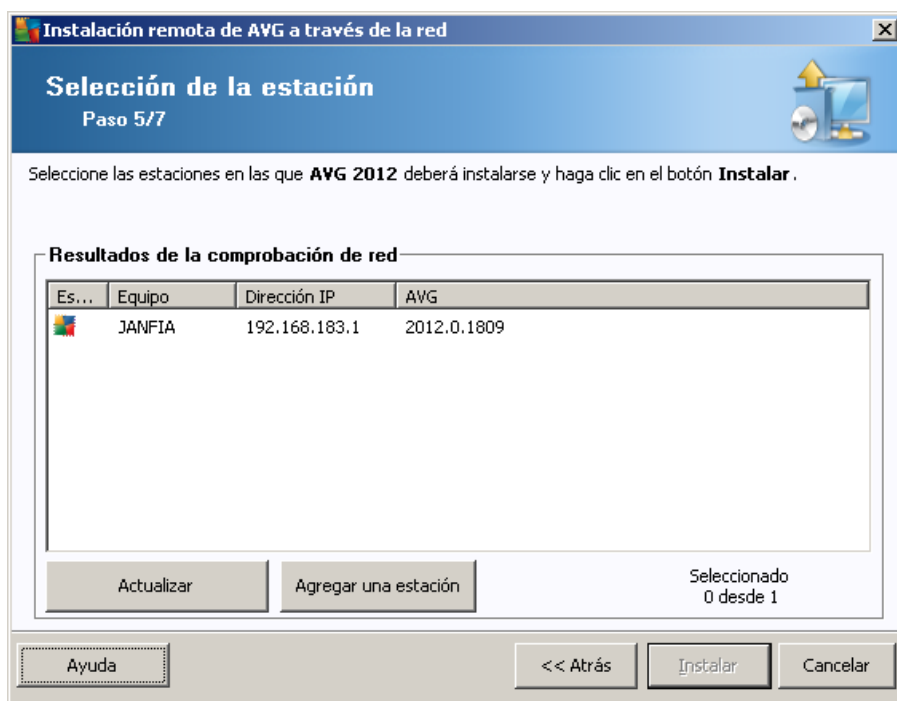 Instalación remota de AVG a través de la red
Selección de la estación
Paso 5/7
Seleccione las estaciones en las que AVG 2012 deberá instalarse y haga clic en el botón Instalar.
Resultados de la comprobación de red
Es... Equipo Dirección IP AVG
JANFIA 192.168.183.1 2012.0.1809
Actualizar Agregar una estación Seleccionado
0 desde 1
Ayuda << Atrás Instalar Cancelar